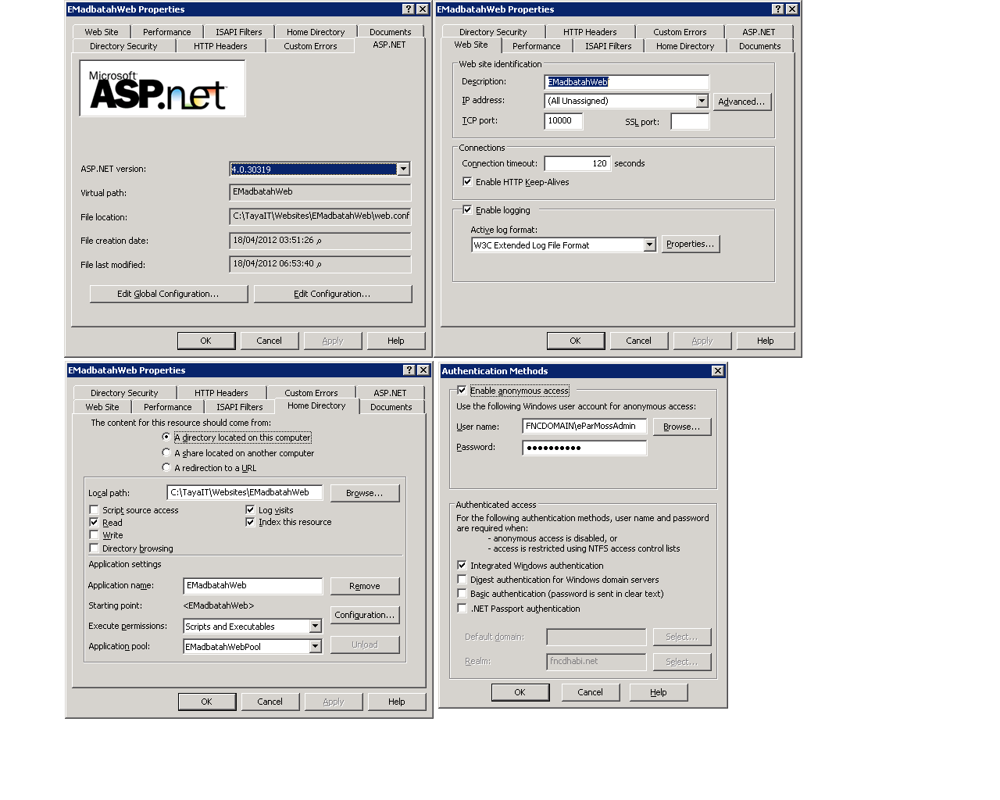 EMadbatahWeb Properties
Web Site Performance ISAPI Filters Home Directory Documents
Directory Security HTTP Headers Custom Errors ASP.NET
Microsoft
ASP.net
ASP.NET version: 4.0.30319
Virtual path: EMadbatahWeb
File location: C:\TayaIT\Websites\EMadbatahWeb\web.conf
File creation date: 18/04/2012 03:51:26 م
File last modified: 18/04/2012 06:53:40 م
Edit Global Configuration... Edit Configuration...
OK Cancel Apply Help
EMadbatahWeb Properties
Directory Security HTTP Headers Custom Errors ASP.NET
Web Site Performance ISAPI Filters Home Directory Documents
Web site identification
Description: EMadbatahWeb
IP address: (All Unassigned) Advanced...
TCP port: 10000 SSL port:
Connections
Connection timeout: 120 seconds
Enable HTTP Keep-Alives
Enable logging
Active log format:
W3C Extended Log File Format Properties...
OK Cancel Apply Help
EMadbatahWeb Properties
Directory Security HTTP Headers Custom Errors ASP.NET
Web Site Performance ISAPI Filters Home Directory Documents
The content for this resource should come from:
A directory located on this computer
A share located on another computer
A redirection to a URL
Local path: C:\TayaIT\Websites\EMadbatahWeb Browse...
Script source access Log visits
Read Index this resource
Write
Directory browsing
Application settings
Application name: EMadbatahWeb Remove
Starting point: <EMadbatahWeb>
Configuration...
Execute permissions: Scripts and Executables
Application pool: EMadbatahWebPool Unload
OK Cancel Apply Help
Authentication Methods
Enable anonymous access
Use the following Windows user account for anonymous access:
User name: FNCDOMAIN\eParMossAdmin Browse...
Password: ●●●●●●●●●●
Authenticated access
For the following authentication methods, user name and password
are required when:
- anonymous access is disabled, or
- access is restricted using NTFS access control lists
Integrated Windows authentication
Digest authentication for Windows domain servers
Basic authentication (password is sent in clear text)
.NET Passport authentication
Default domain: Select...
Realm: fncdhabi.net Select...
OK Cancel Help